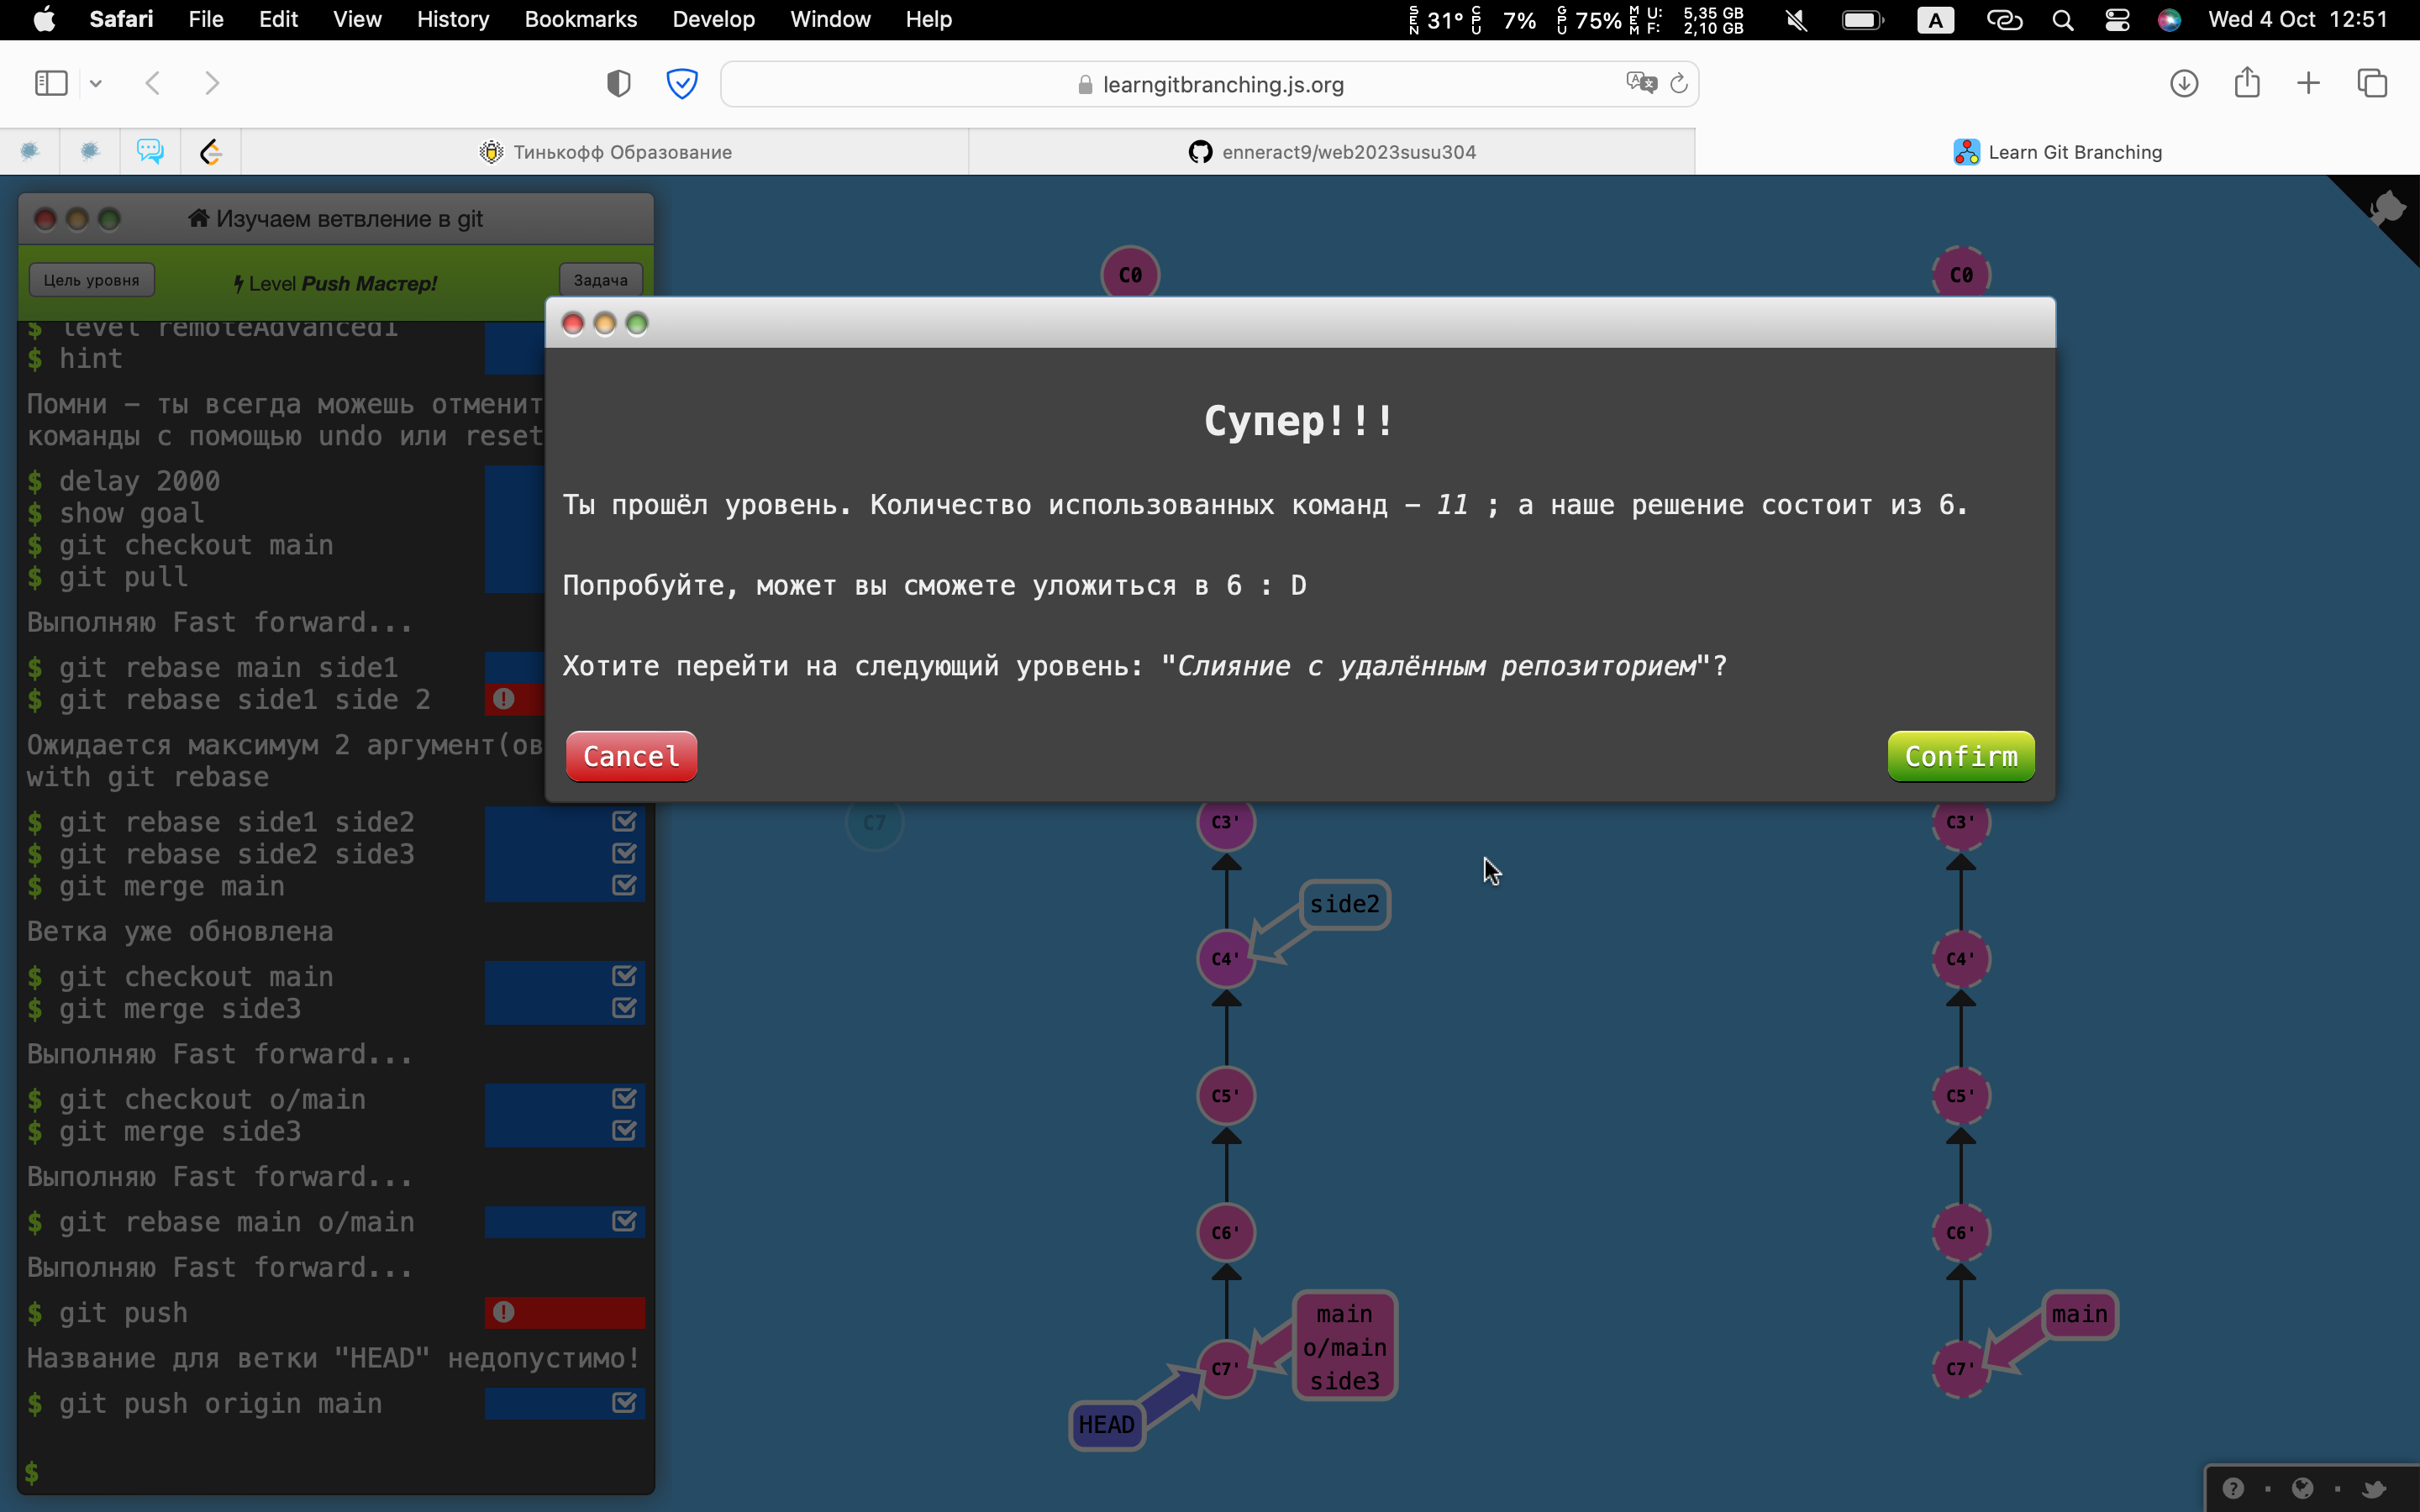 Safari File Edit View History Bookmarks Develop Window Help SEN 31° CPU 7% GPU 75% MEM U: 5,35 GB F: 2,10 GB A Wed 4 Oct 12:51
learngitbranching.js.org
Тинькофф Образование
enneract9/web2023susu304
Learn Git Branching
Изучаем ветвление в git
Цель уровня
Level Push Мастер!
Задача
$ level remoteAdvanced1
$ hint
Помни – ты всегда можешь отменит
команды с помощью undo или reset
$ delay 2000
$ show goal
$ git checkout main
$ git pull
Выполняю Fast forward...
$ git rebase main side1
$ git rebase side1 side 2
Ожидается максимум 2 аргумент(ов
with git rebase
$ git rebase side1 side2
$ git rebase side2 side3
$ git merge main
Ветка уже обновлена
$ git checkout main
$ git merge side3
Выполняю Fast forward...
$ git checkout o/main
$ git merge side3
Выполняю Fast forward...
$ git rebase main o/main
Выполняю Fast forward...
$ git push
Название для ветки "HEAD" недопустимо!
$ git push origin main
$
Супер!!!
Ты прошёл уровень. Количество использованных команд – 11 ; а наше решение состоит из 6.
Попробуйте, может вы сможете уложиться в 6 : D
Хотите перейти на следующий уровень: "Слияние с удалённым репозиторием"?
Cancel
Confirm
C0
C7
C3'
side2
C4'
C5'
C6'
main
o/main
side3
C7'
HEAD
C0
C3'
C4'
C5'
C6'
main
C7'